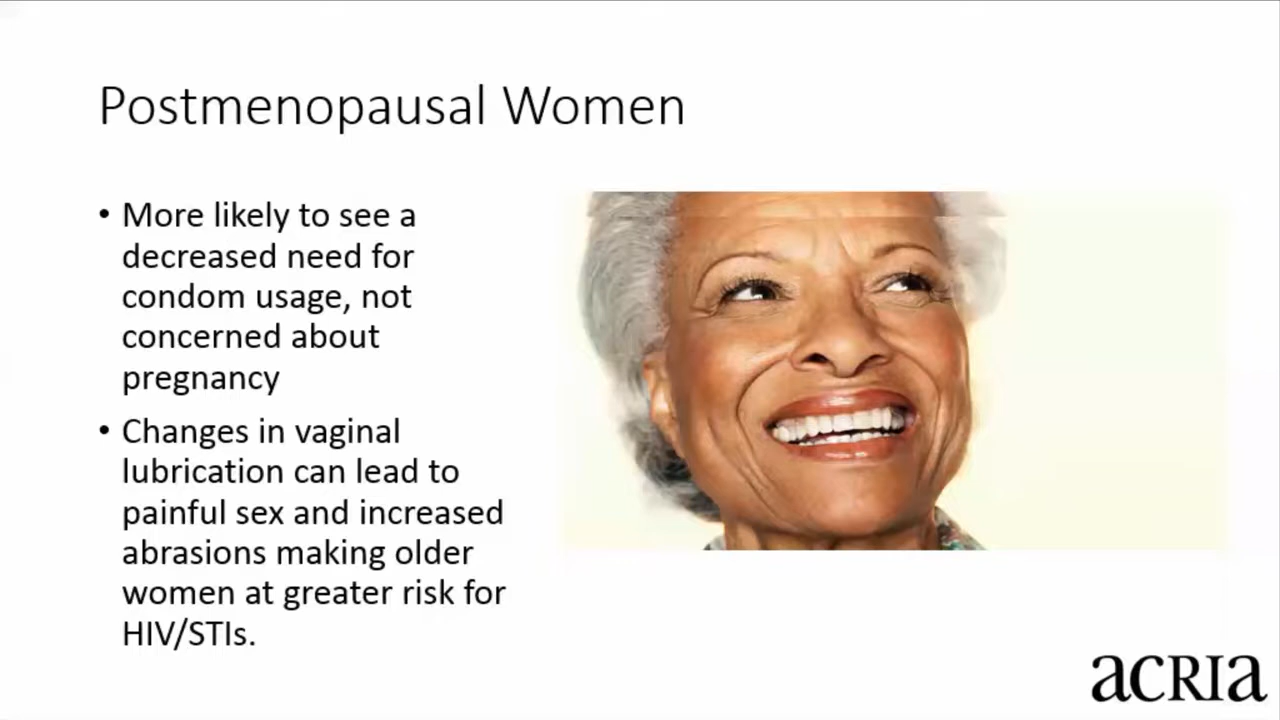 Postmenopausal Women
• More likely to see a
decreased need for
condom usage, not
concerned about
pregnancy
• Changes in vaginal
lubrication can lead to
painful sex and increased
abrasions making older
women at greater risk for
HIV/STIs.
acria